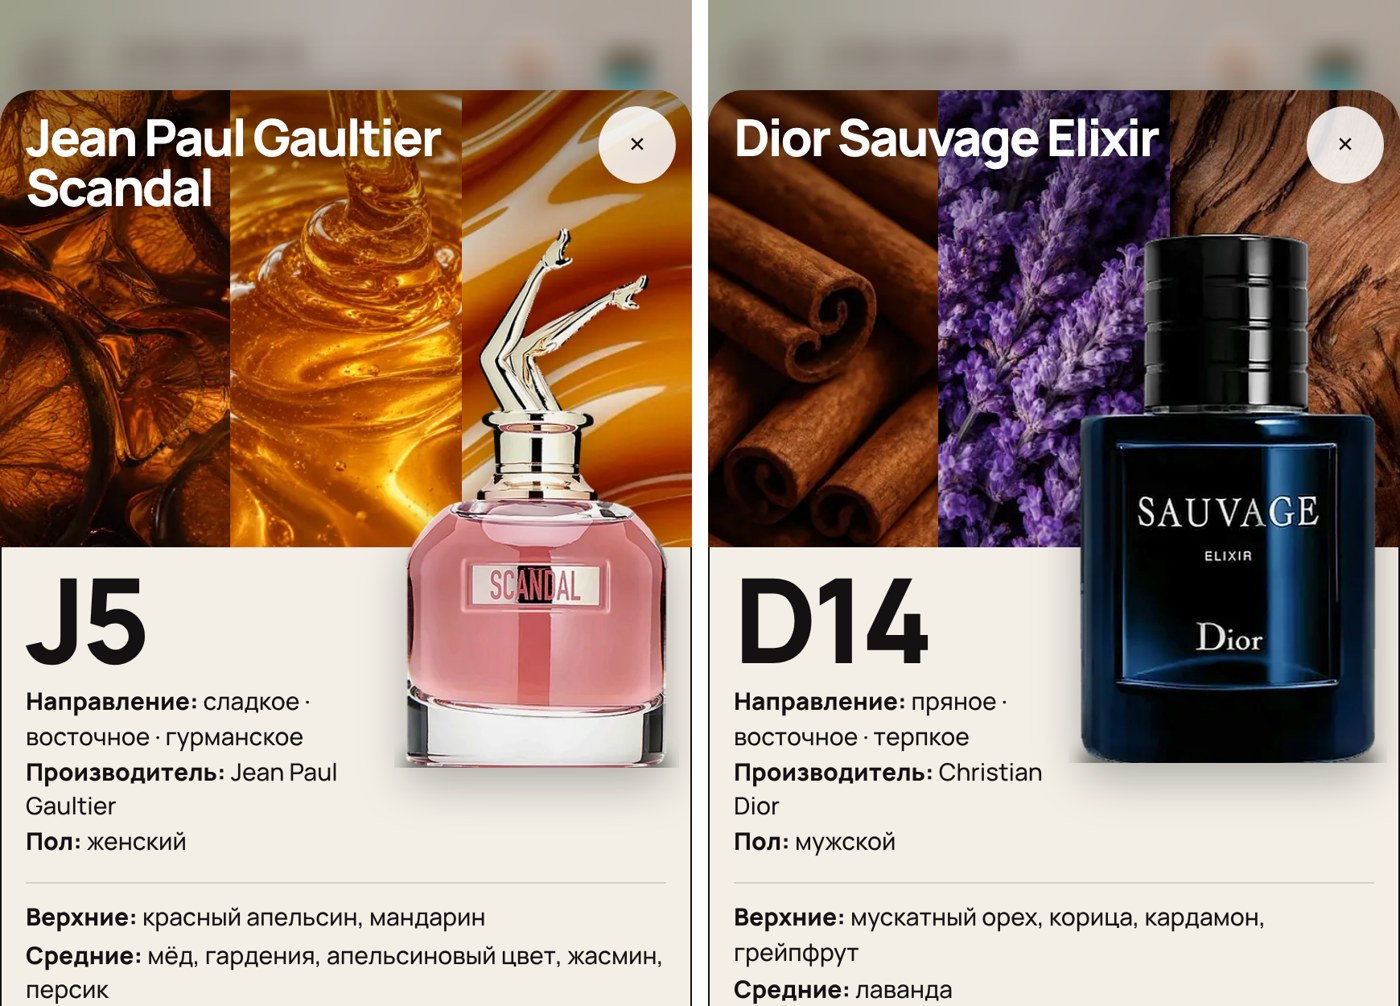 Jean Paul Gaultier
Scandal
×
SCANDAL
J5
Направление: сладкое ·
восточное · гурманское
Производитель: Jean Paul
Gaultier
Пол: женский
Верхние: красный апельсин, мандарин
Средние: мёд, гардения, апельсиновый цвет, жасмин,
персик
Dior Sauvage Elixir
×
SAUVAGE
ELIXIR
Dior
D14
Направление: пряное ·
восточное · терпкое
Производитель: Christian
Dior
Пол: мужской
Верхние: мускатный орех, корица, кардамон,
грейпфрут
Средние: лаванда